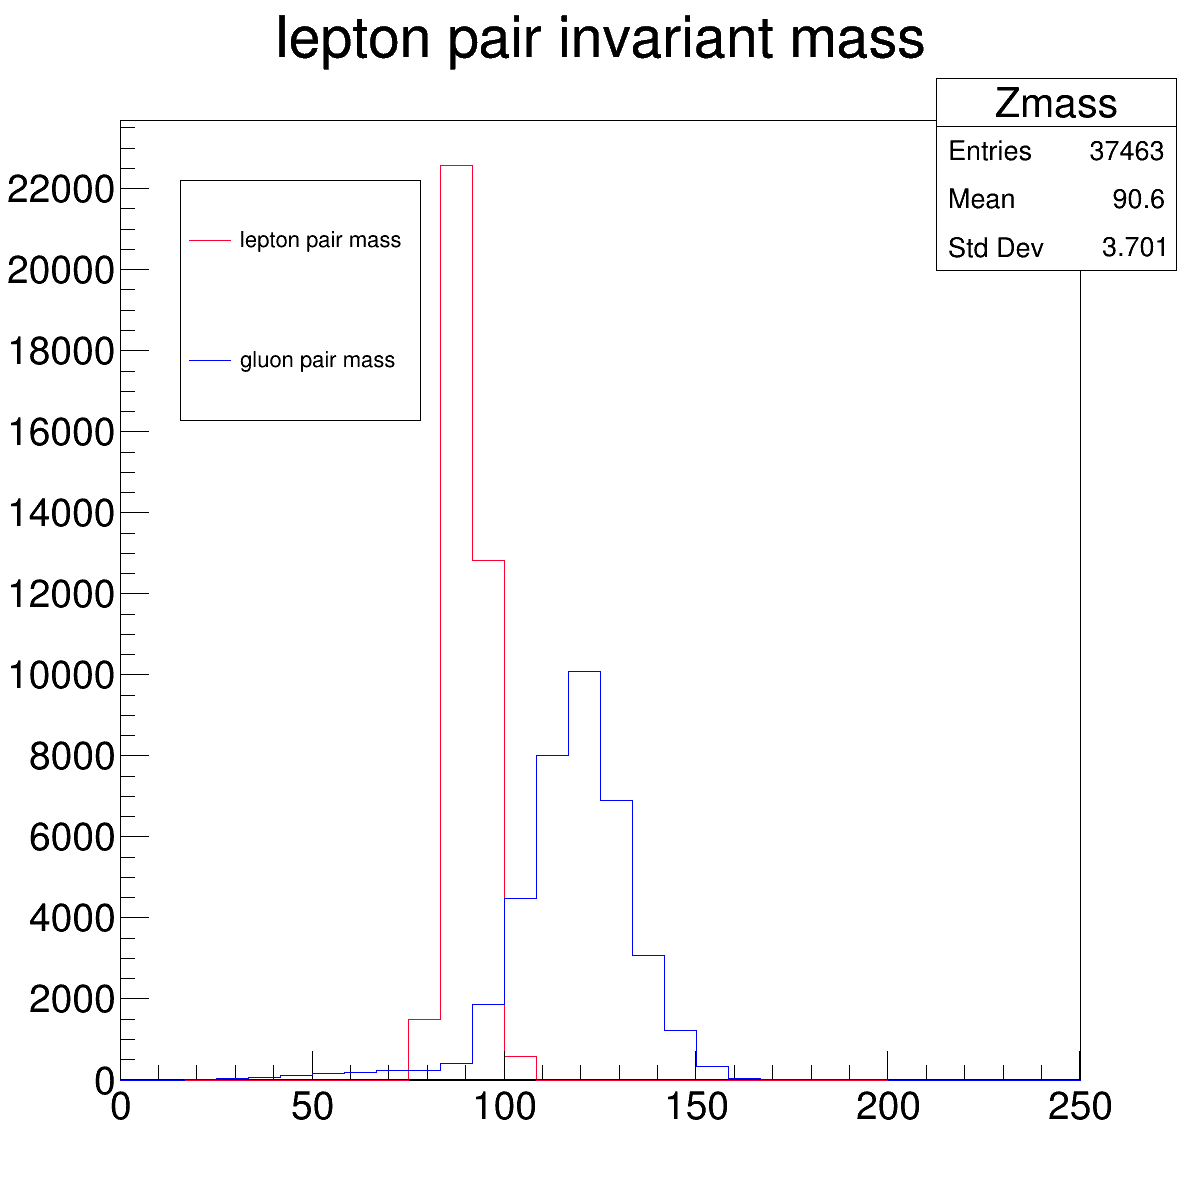 lepton pair invariant mass
Zmass
Entries 37463
Mean 90.6
Std Dev 3.701
lepton pair mass
gluon pair mass
22000
20000
18000
16000
14000
12000
10000
8000
6000
4000
2000
0
0 50 100 150 200 250